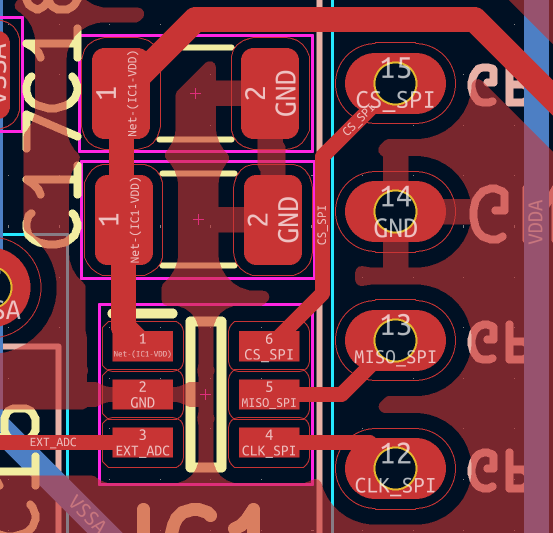 1
Net-(IC1-VDD)
2
GND
15
CS_SPI
CS_SPI
VSSA
C18
C17
1
Net-(IC1-VDD)
2
GND
CS_SPI
14
GND
VDDA
1
Net-(IC1-VDD)
6
CS_SPI
13
MISO_SPI
2
GND
5
MISO_SPI
3
EXT_ADC
4
CLK_SPI
EXT_ADC
12
CLK_SPI
VSSA
IC1